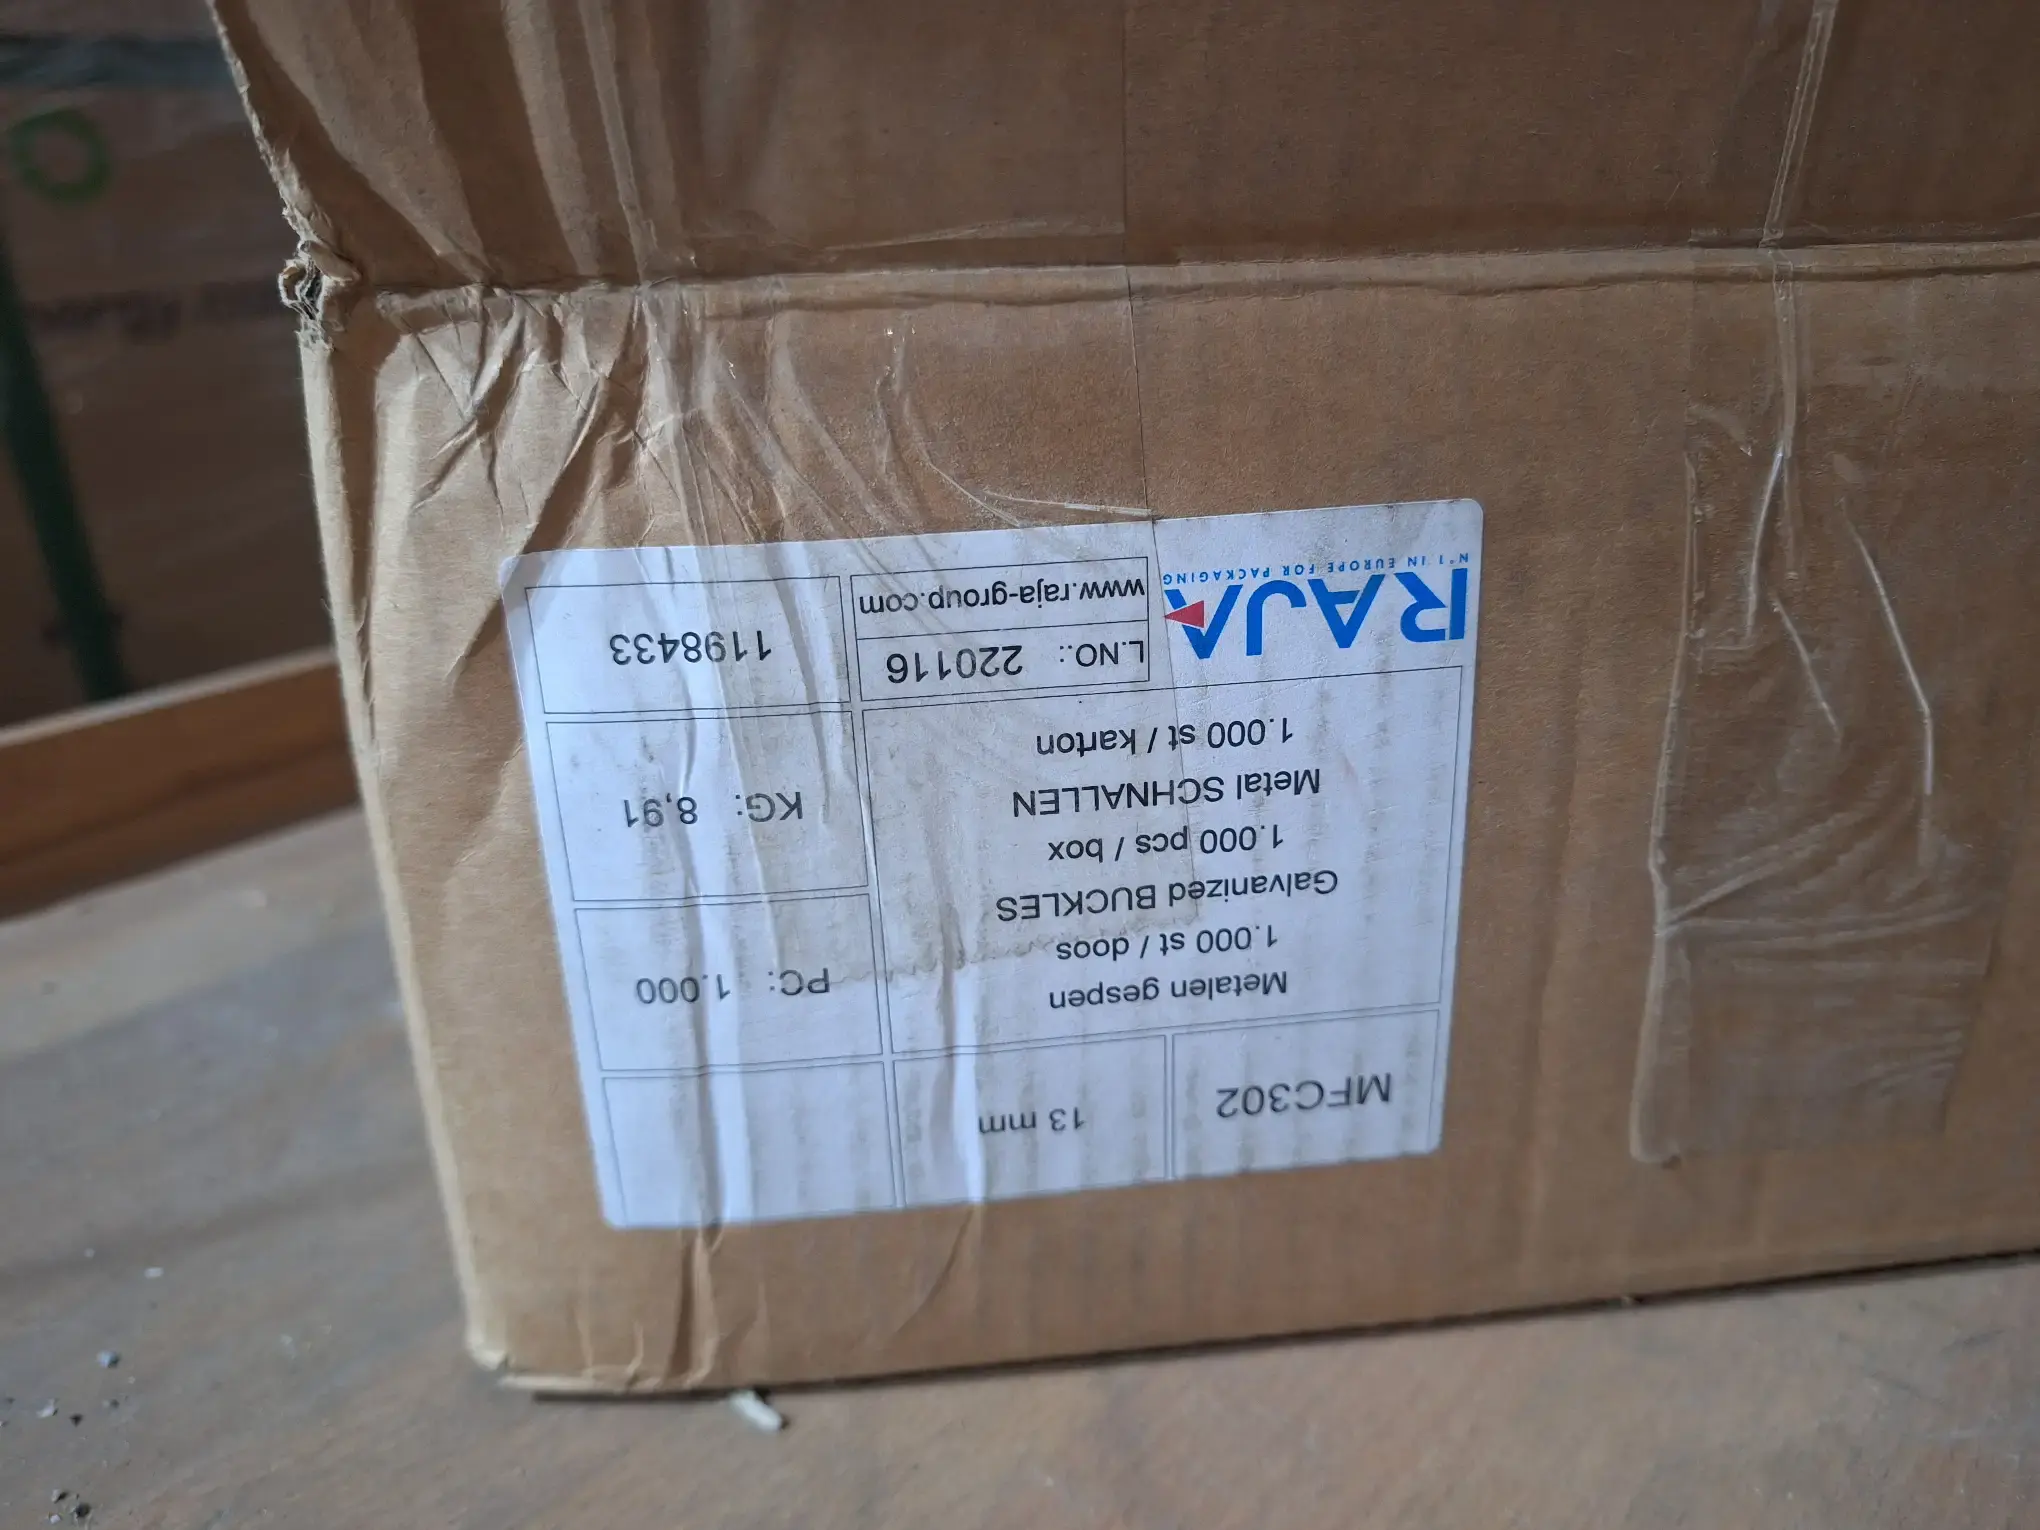 MFC302
13 mm
Metalen gespen
1.000 st / doos
Galvanized BUCKLES
1.000 pcs / box
Metal SCHNALLEN
1.000 st / karton
PC: 1.000
KG: 8,91
RAJA
N°1 IN EUROPE FOR PACKAGING
L.NO.: 220116
www.raja-group.com
1198433